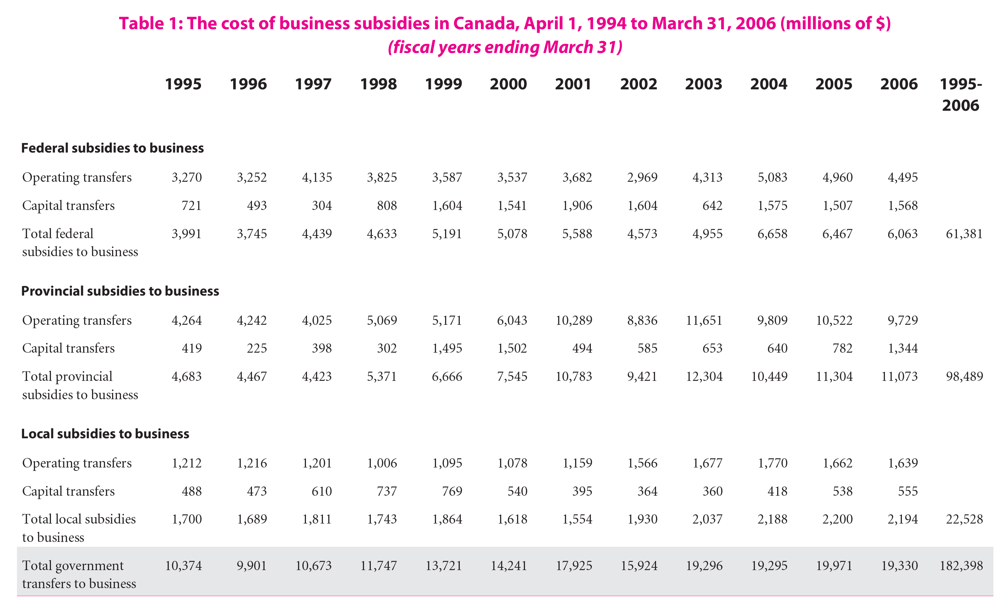 Table 1: The cost of business subsidies in Canada, April 1, 1994 to March 31, 2006 (millions of $)
(fiscal years ending March 31)
1995 1996 1997 1998 1999 2000 2001 2002 2003 2004 2005 2006 1995-
2006
Federal subsidies to business
Operating transfers 3,270 3,252 4,135 3,825 3,587 3,537 3,682 2,969 4,313 5,083 4,960 4,495
Capital transfers 721 493 304 808 1,604 1,541 1,906 1,604 642 1,575 1,507 1,568
Total federal 3,991 3,745 4,439 4,633 5,191 5,078 5,588 4,573 4,955 6,658 6,467 6,063 61,381
subsidies to business
Provincial subsidies to business
Operating transfers 4,264 4,242 4,025 5,069 5,171 6,043 10,289 8,836 11,651 9,809 10,522 9,729
Capital transfers 419 225 398 302 1,495 1,502 494 585 653 640 782 1,344
Total provincial 4,683 4,467 4,423 5,371 6,666 7,545 10,783 9,421 12,304 10,449 11,304 11,073 98,489
subsidies to business
Local subsidies to business
Operating transfers 1,212 1,216 1,201 1,006 1,095 1,078 1,159 1,566 1,677 1,770 1,662 1,639
Capital transfers 488 473 610 737 769 540 395 364 360 418 538 555
Total local subsidies 1,700 1,689 1,811 1,743 1,864 1,618 1,554 1,930 2,037 2,188 2,200 2,194 22,528
to business
Total government 10,374 9,901 10,673 11,747 13,721 14,241 17,925 15,924 19,296 19,295 19,971 19,330 182,398
transfers to business